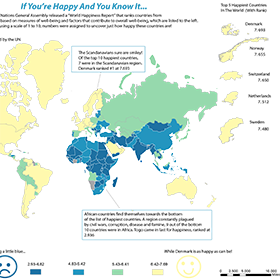 If You're Happy And You Know It...
Nations General Assembly released a "World Happiness Report" that ranks countries from
Based on measures of well-being and factors that contribute to overall well-being, which are listed to the left,
using a scale of 1 to 10, numbers were assigned to uncover just how happy these countries are!
d by the UN
The Scandinavians sure are smiley!
Of the top 10 happiest countries,
7 were in the Scandanavian region.
Denmark ranked #1 at 7.693
Top 5 Happiest Countries
In The World (With Ranks)
Denmark
7.693
Norway
7.655
Switzerland
7.650
Netherlands
7.512
Sweden
7.480
African countries find themselves towards the bottom
of the list of happiest countries. A region constantly plagued
by civil wars, corruption, disease and famine, 9 out of the bottom
10 countries were in Africa. Togo came in last for happiness, ranked at
2.936
g a little blue...
While Denmark is as happy as can be!
2.93-4.82
4.83-5.42
5.43-6.41
6.42-7.69